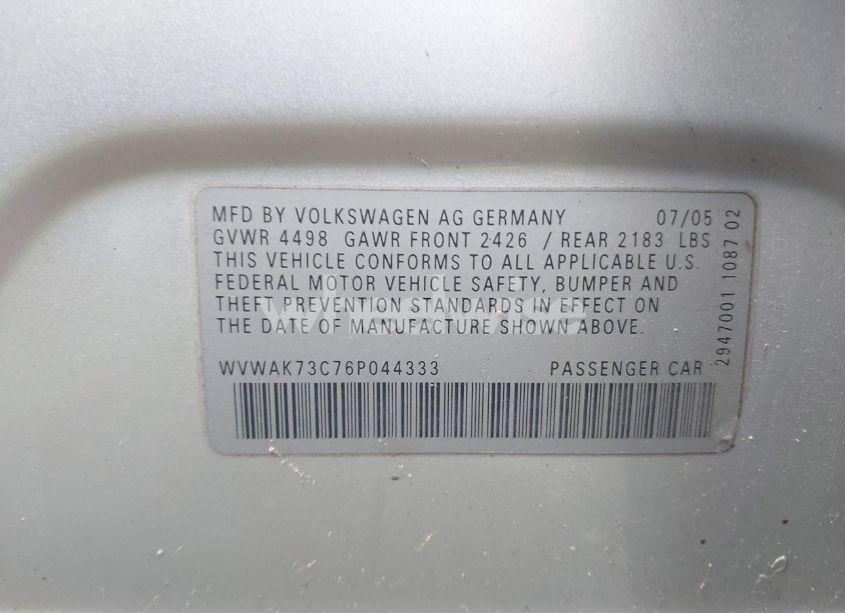 MFD BY VOLKSWAGEN AG GERMANY 07/05
GVWR 4498 GAWR FRONT 2426 / REAR 2183 LBS
THIS VEHICLE CONFORMS TO ALL APPLICABLE U.S.
FEDERAL MOTOR VEHICLE SAFETY, BUMPER AND
THEFT PREVENTION STANDARDS IN EFFECT ON
THE DATE OF MANUFACTURE SHOWN ABOVE.
WVWAK73C76P044333 PASSENGER CAR
2947001 1087 02